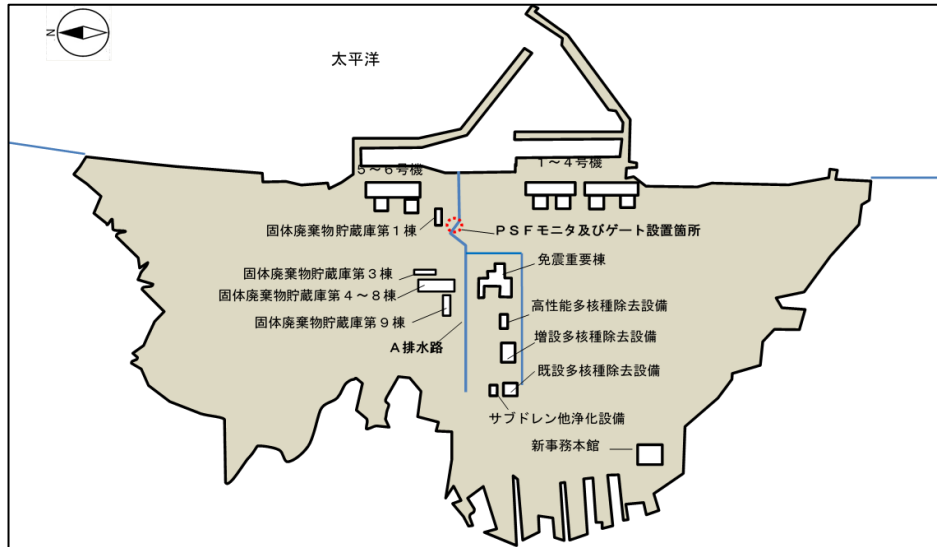 N
太平洋
5～6号機
1～4号機
固体廃棄物貯蔵庫第1棟
PSFモニタ及びゲート設置箇所
免震重要棟
固体廃棄物貯蔵庫第3棟
固体廃棄物貯蔵庫第4～8棟
高性能多核種除去設備
固体廃棄物貯蔵庫第9棟
増設多核種除去設備
A排水路
既設多核種除去設備
サブドレン他浄化設備
新事務本館